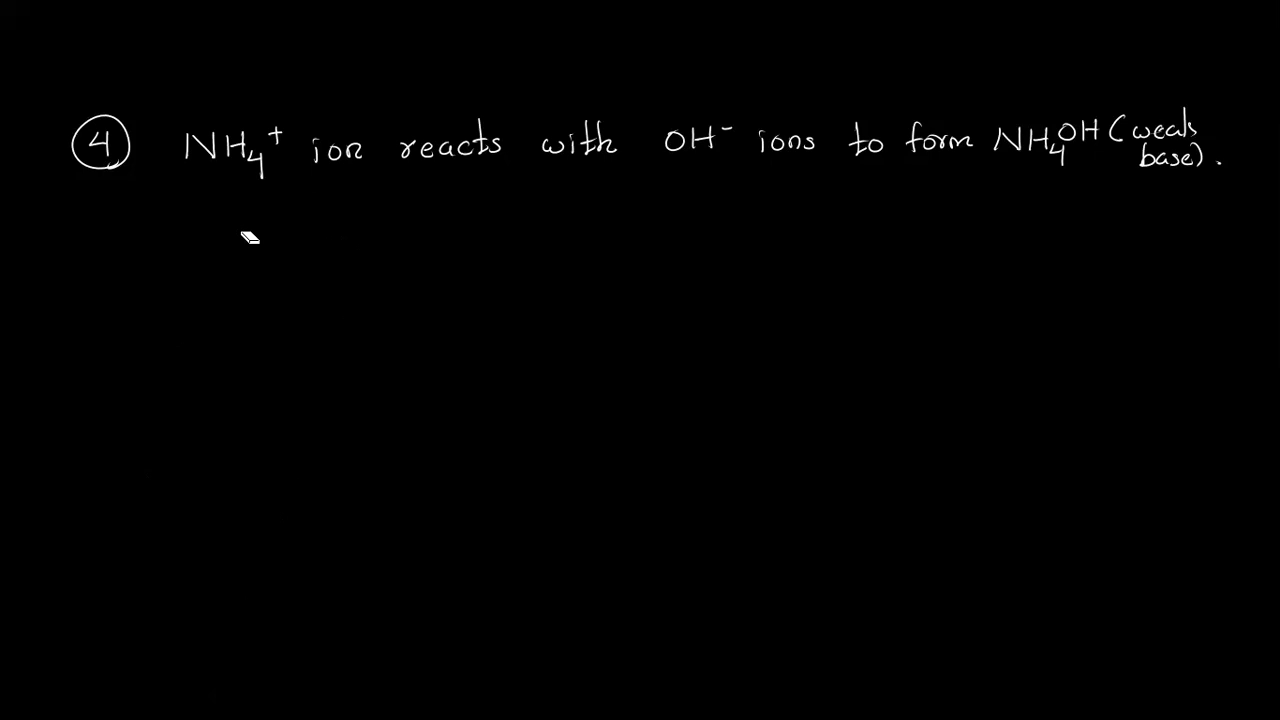 ④ NH₄⁺ ion reacts with OH⁻ ions to form NH₄OH (weak
base).